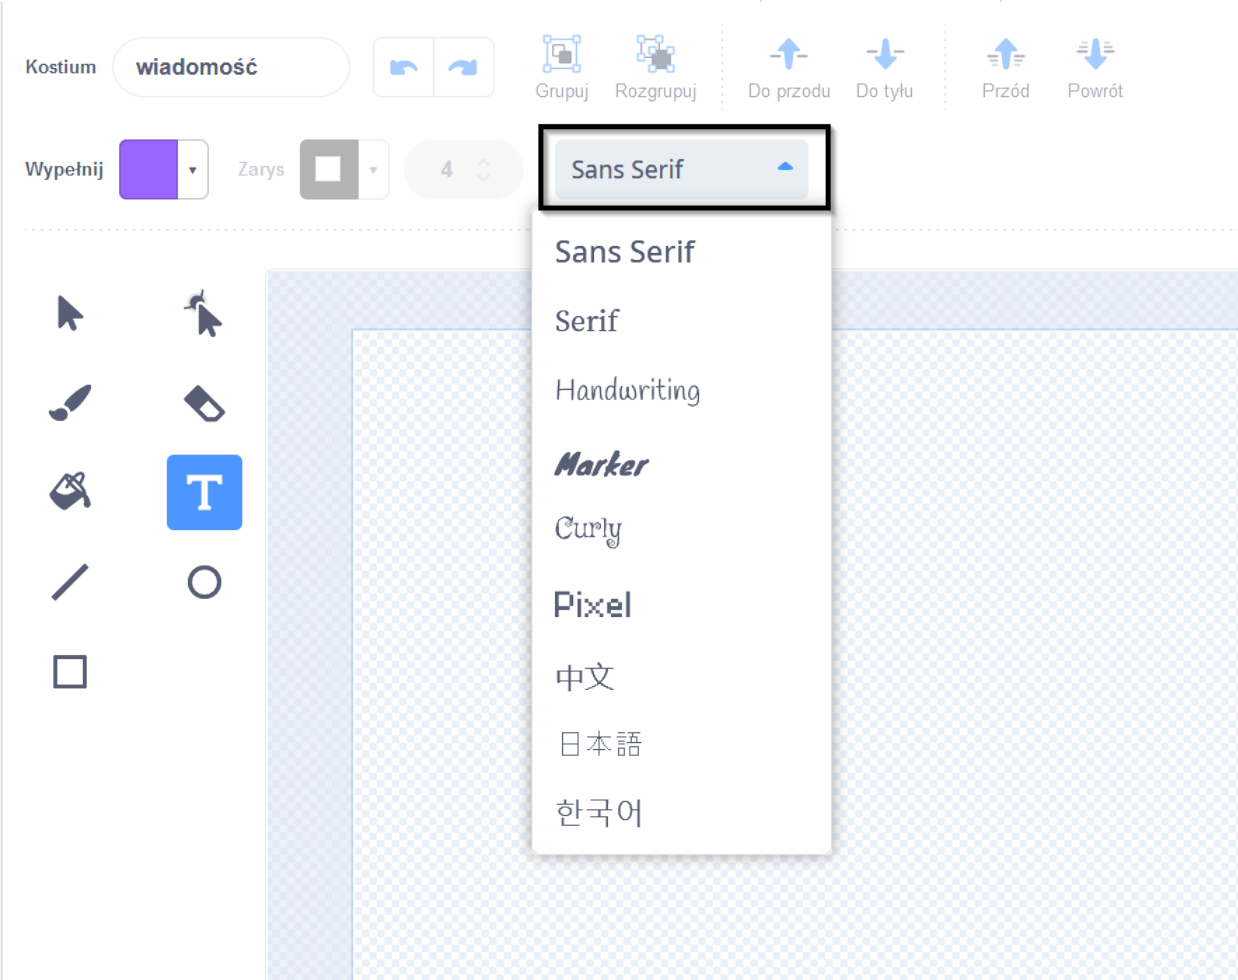 Kostium
wiadomość
Grupuj
Rozgrupuj
Do przodu
Do tyłu
Przód
Powrót
Wypełnij
Zarys
4
Sans Serif
Sans Serif
Serif
Handwriting
Marker
Curly
Pixel
中文
日本語
한국어